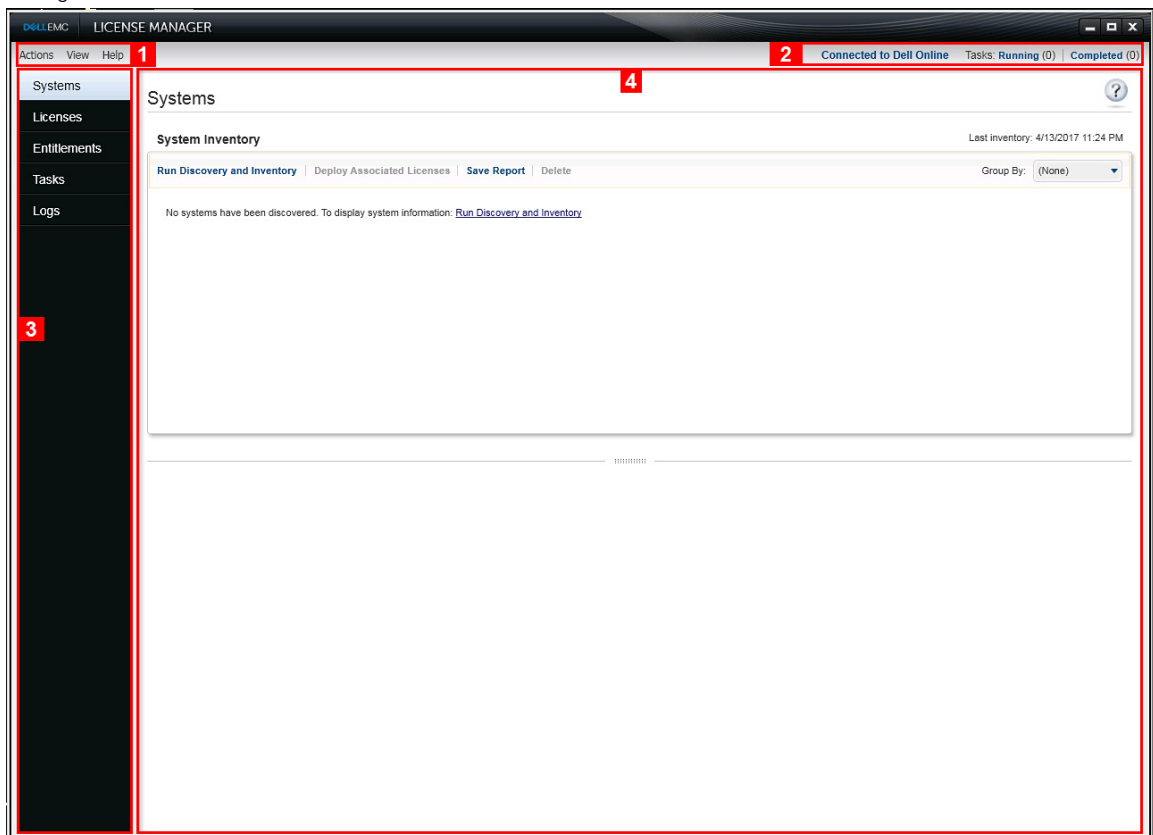 DELLEMC LICENSE MANAGER
Actions View Help 1 2 Connected to Dell Online Tasks: Running (0) Completed (0)
4
Systems
Licenses
Entitlements
Tasks
Logs
3
Systems
?
System Inventory Last inventory: 4/13/2017 11:24 PM
Run Discovery and Inventory Deploy Associated Licenses Save Report Delete Group By: (None)
No systems have been discovered. To display system information: Run Discovery and Inventory